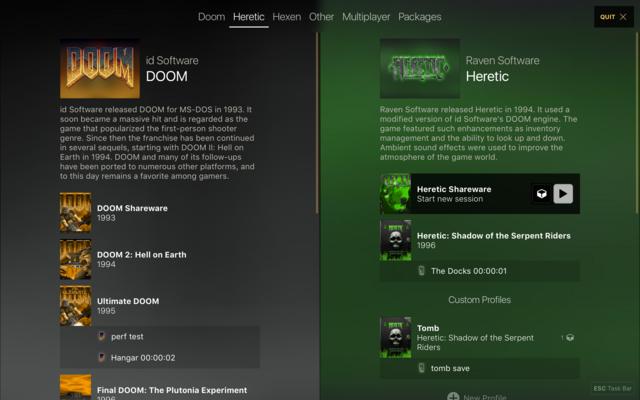 Doom Heretic Hexen Other Multiplayer Packages
QUIT
DOOM
id Software
DOOM
id Software released DOOM for MS-DOS in 1993. It
soon became a massive hit and is regarded as the
game that popularized the first-person shooter
genre. Since then the franchise has been continued
in several sequels, starting with DOOM II: Hell on
Earth in 1994. DOOM and many of its follow-ups
have been ported to numerous other platforms, and
to this day remains a favorite among gamers.
DOOM Shareware
1993
DOOM 2: Hell on Earth
1994
Ultimate DOOM
1995
perf test
Hangar 00:00:02
Final DOOM: The Plutonia Experiment
1996
HERETIC
Raven Software
Heretic
Raven Software released Heretic in 1994. It used a
modified version of id Software's DOOM engine. The
game featured such enhancements as inventory
management and the ability to look up and down.
Ambient sound effects were used to improve the
atmosphere of the game world.
Heretic Shareware
Start new session
Heretic: Shadow of the Serpent Riders
1996
The Docks 00:00:01
Custom Profiles
Tomb
Heretic: Shadow of the Serpent
Riders
1
tomb save
New Profile
ESC Task Bar